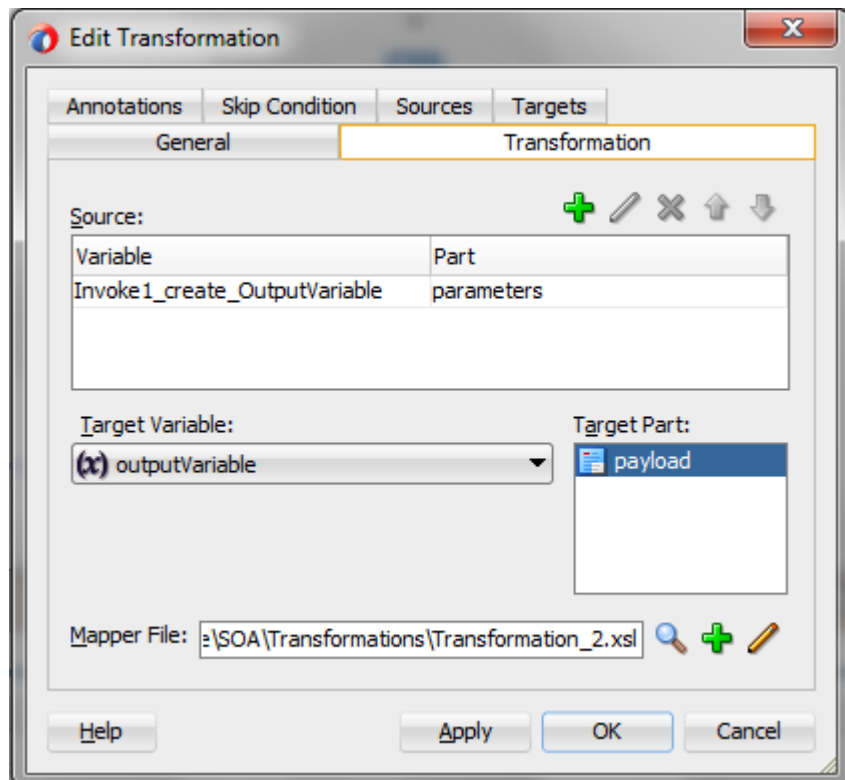 Edit Transformation
Annotations Skip Condition Sources Targets
General Transformation
Source:
Variable Part
Invoke1_create_OutputVariable parameters
Target Variable: Target Part:
(x) outputVariable payload
Mapper File: e\SOA\Transformations\Transformation_2.xsl
Help Apply OK Cancel